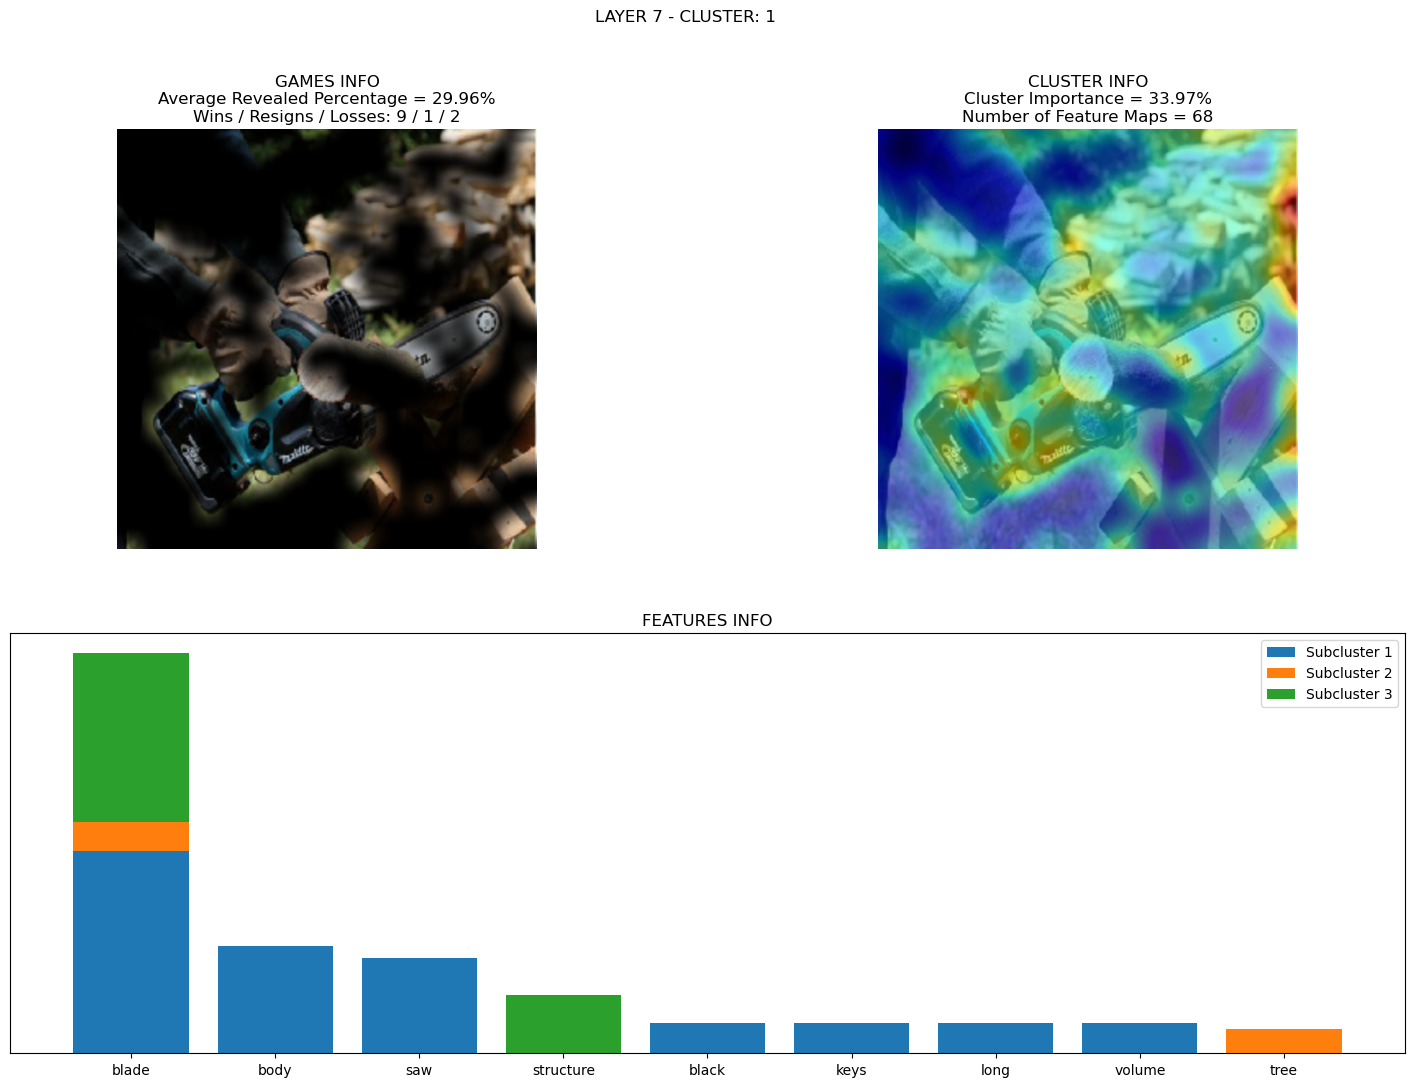 LAYER 7 - CLUSTER: 1
GAMES INFO
Average Revealed Percentage = 29.96%
Wins / Resigns / Losses: 9 / 1 / 2
CLUSTER INFO
Cluster Importance = 33.97%
Number of Feature Maps = 68
makita
FEATURES INFO
Subcluster 1
Subcluster 2
Subcluster 3
blade body saw structure black keys long volume tree